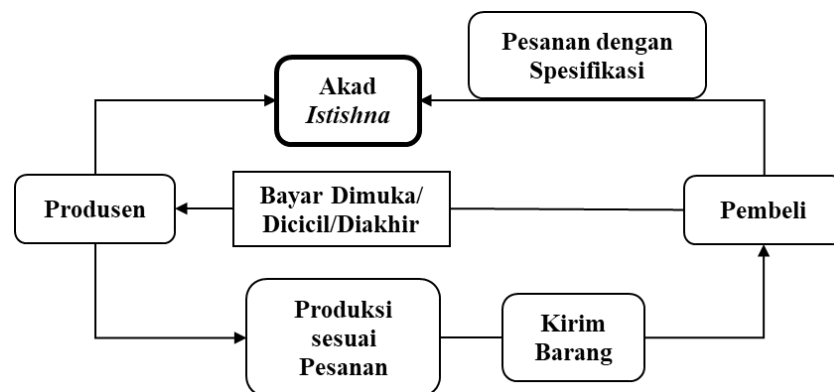 Pesanan dengan
Spesifikasi
Akad
Istishna
Produsen
Bayar Dimuka/
Dicicil/Diakhir
Pembeli
Produksi
sesuai
Pesanan
Kirim
Barang